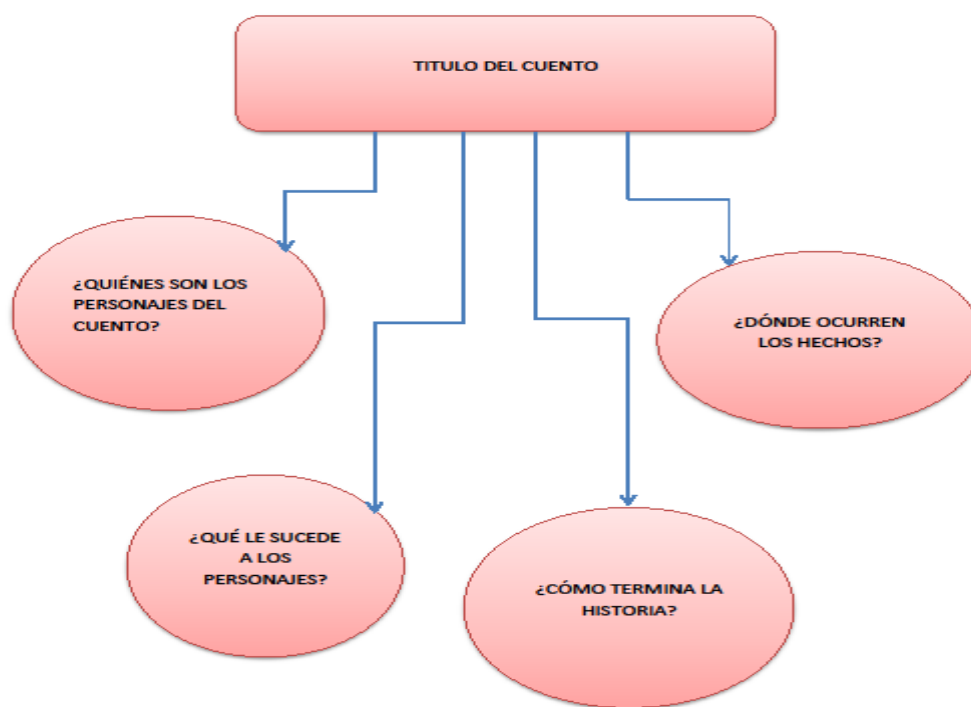 TITULO DEL CUENTO
¿QUIÉNES SON LOS
PERSONAJES DEL
CUENTO?
¿DÓNDE OCURREN
LOS HECHOS?
¿QUÉ LE SUCEDE
A LOS
PERSONAJES?
¿CÓMO TERMINA LA
HISTORIA?